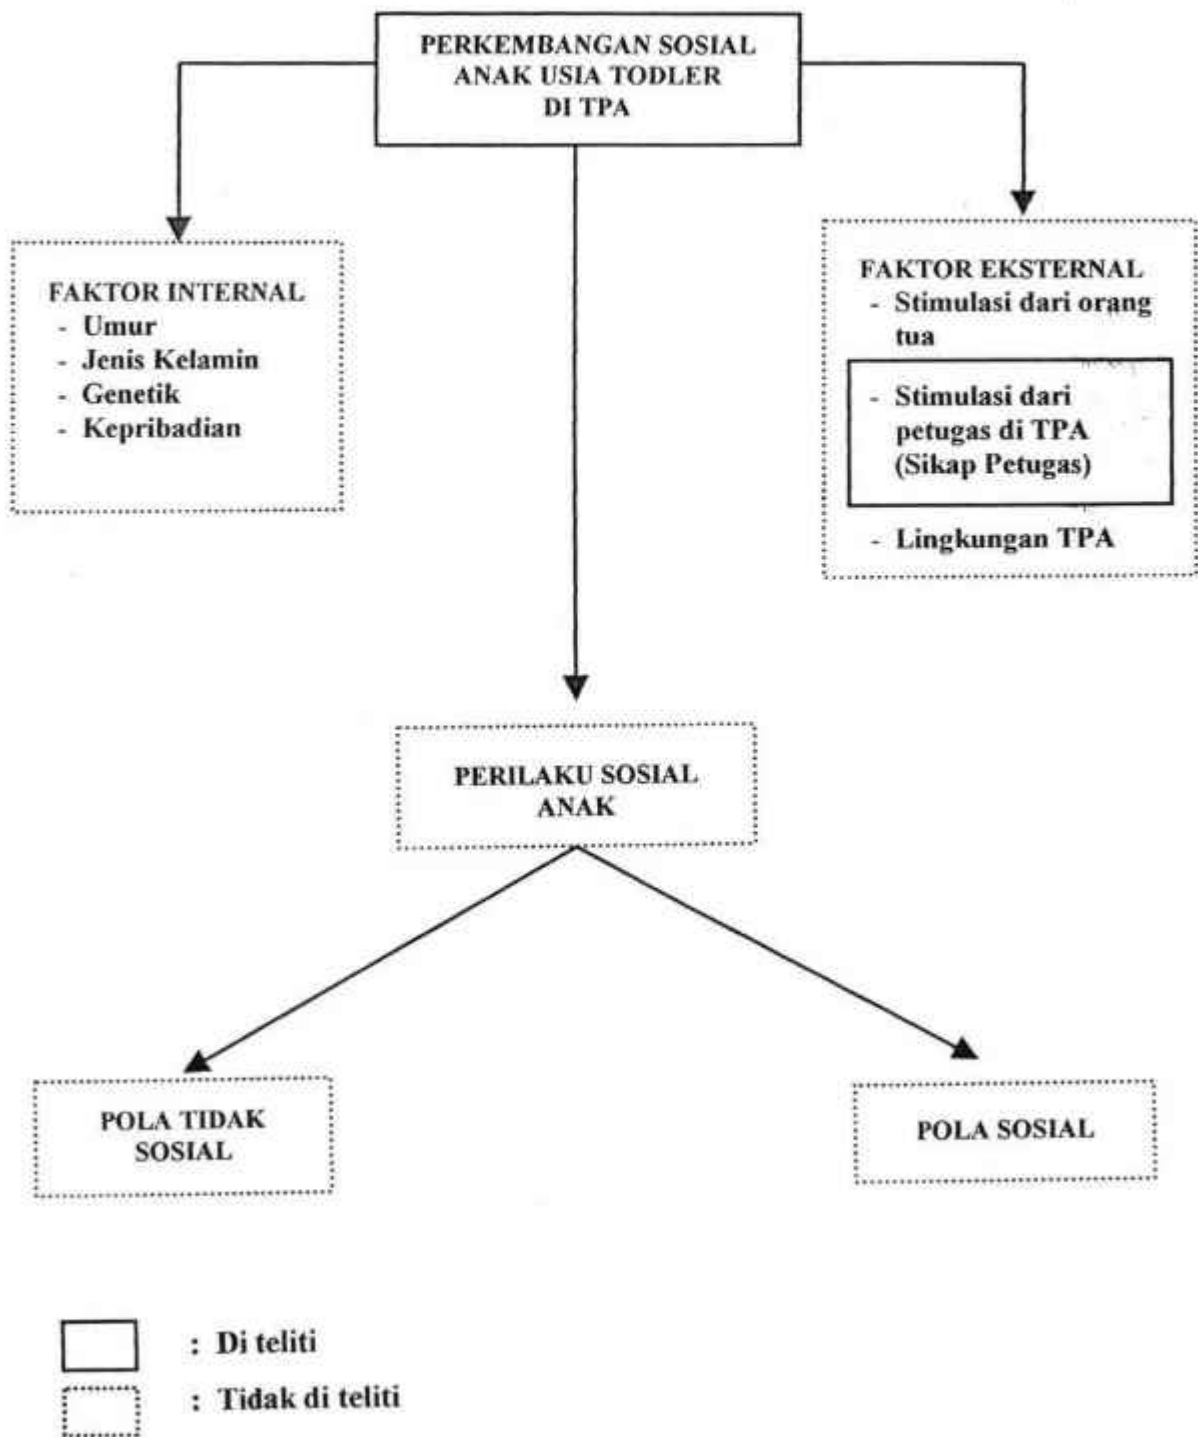 PERKEMBANGAN SOSIAL
ANAK USIA TODLER
DI TPA
FAKTOR INTERNAL
- Umur
- Jenis Kelamin
- Genetik
- Kepribadian
FAKTOR EKSTERNAL
- Stimulasi dari orang
tua
- Stimulasi dari
petugas di TPA
(Sikap Petugas)
- Lingkungan TPA
PERILAKU SOSIAL
ANAK
POLA TIDAK
SOSIAL
POLA SOSIAL
: Di teliti
: Tidak di teliti